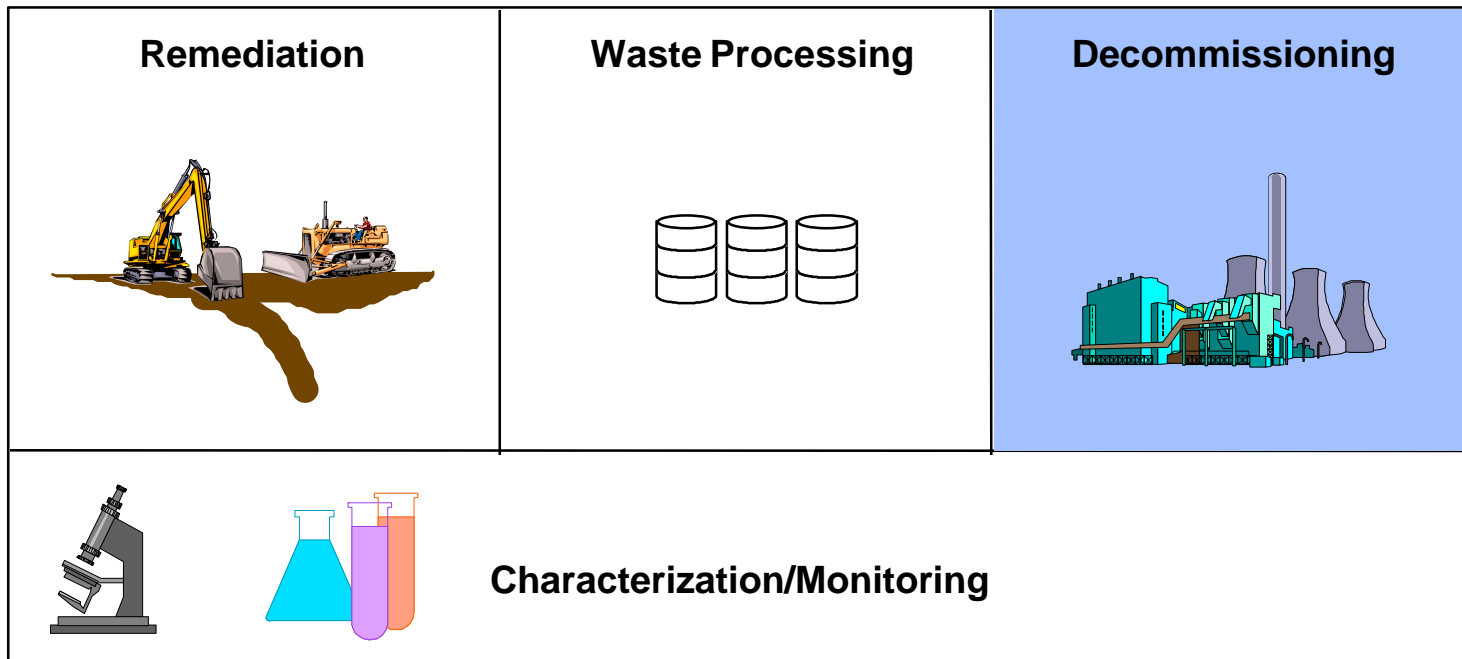 Remediation
Waste Processing
Decommissioning
Characterization/Monitoring